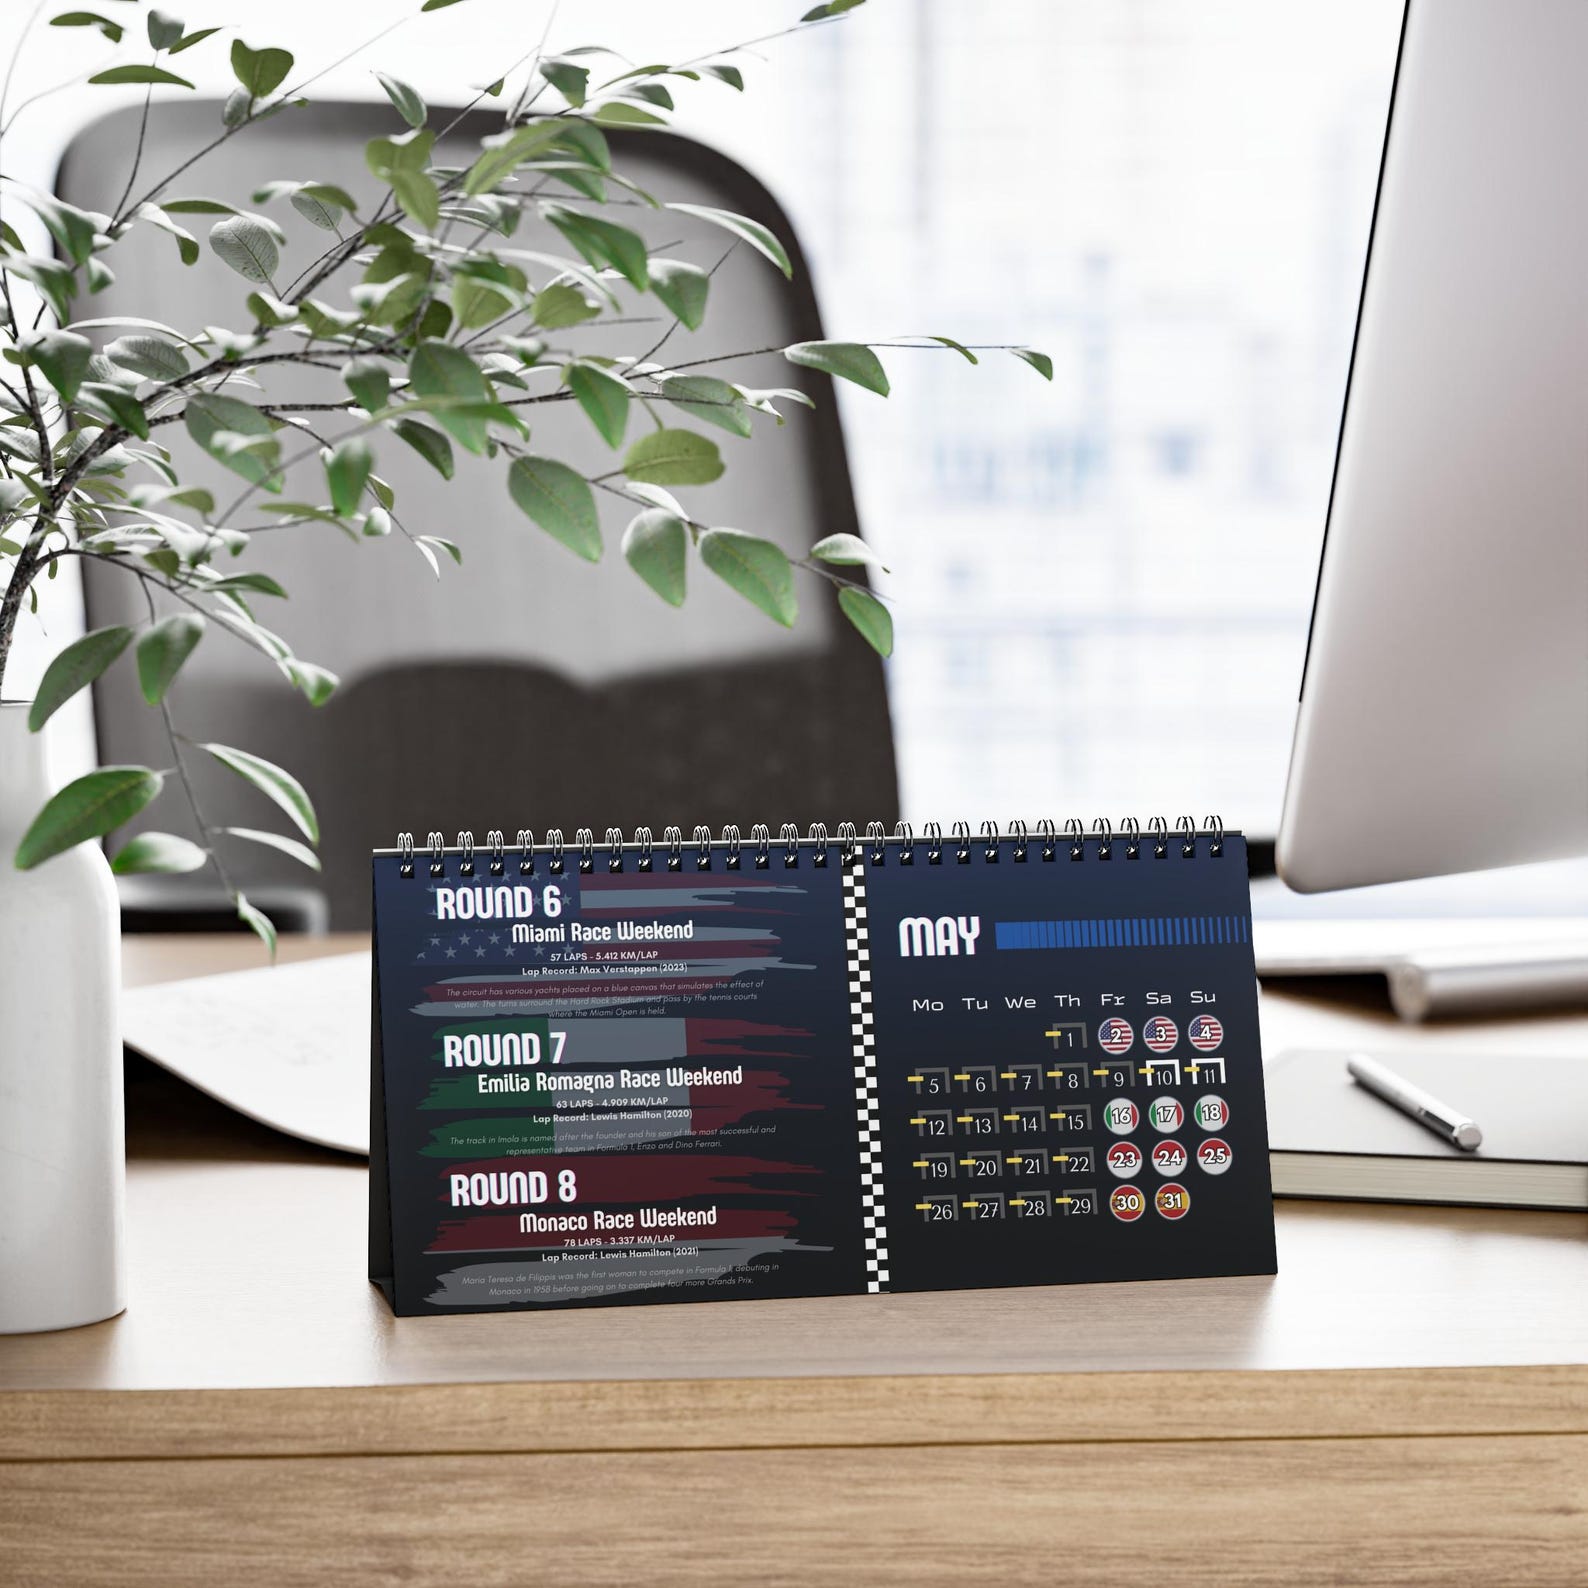 ROUND 6
Miami Race Weekend
57 LAPS - 5.412 KM/LAP
Lap Record: Max Verstappen (2023)
The circuit has various yachts placed on a blue canvas that simulates the effect of
water. The turns surround the Hard Rock Stadium and pass by the tennis courts
where the Miami Open is held.
ROUND 7
Emilia Romagna Race Weekend
63 LAPS - 4.909 KM/LAP
Lap Record: Lewis Hamilton (2020)
The track in Imola is named after the founder and his son of the most successful and
representative team in Formula 1, Enzo and Dino Ferrari.
ROUND 8
Monaco Race Weekend
78 LAPS - 3.337 KM/LAP
Lap Record: Lewis Hamilton (2021)
Maria Teresa de Filippis was the first woman to compete in Formula 1, debuting in
Monaco in 1958 before going on to complete four more Grands Prix.
MAY
Mo Tu We Th Fr Sa Su
1 2 3 4
5 6 7 8 9 10 11
12 13 14 15 16 17 18
19 20 21 22 23 24 25
26 27 28 29 30 31